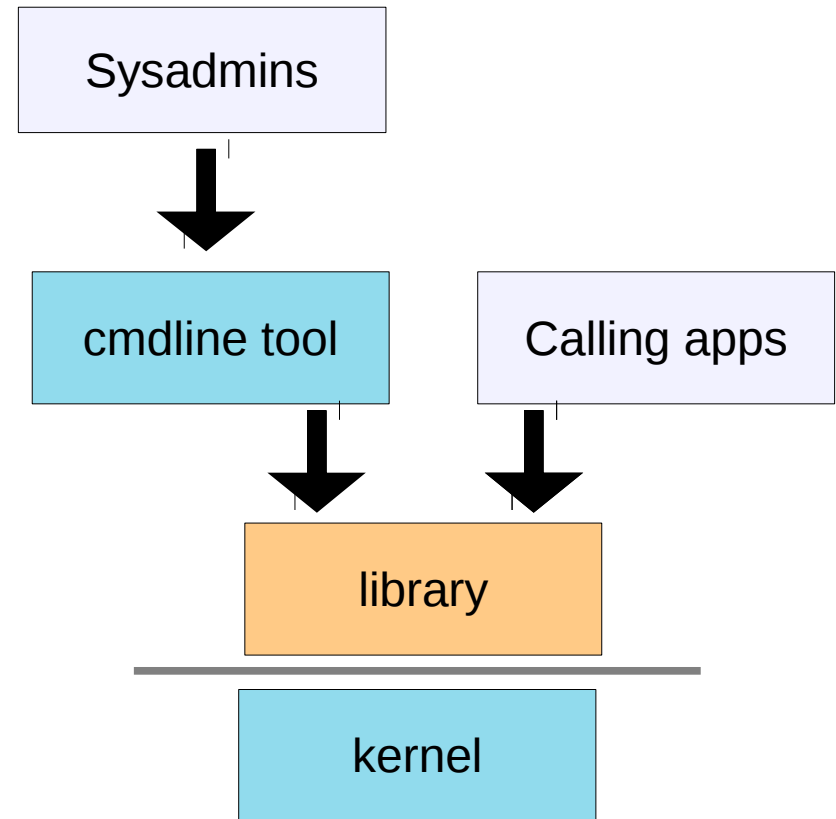 Sysadmins
cmdline tool
Calling apps
library
kernel